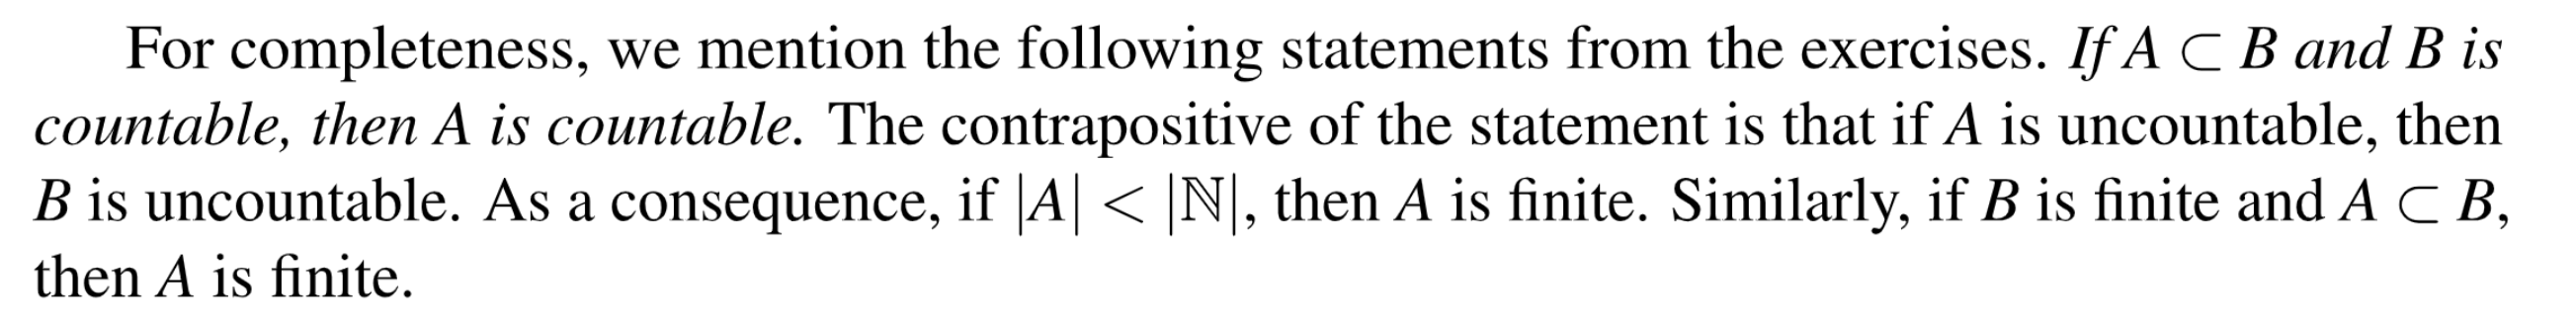 For completeness, we mention the following statements from the exercises. If A ⊂ B and B is
countable, then A is countable. The contrapositive of the statement is that if A is uncountable, then
B is uncountable. As a consequence, if |A| < |ℕ|, then A is finite. Similarly, if B is finite and A ⊂ B,
then A is finite.